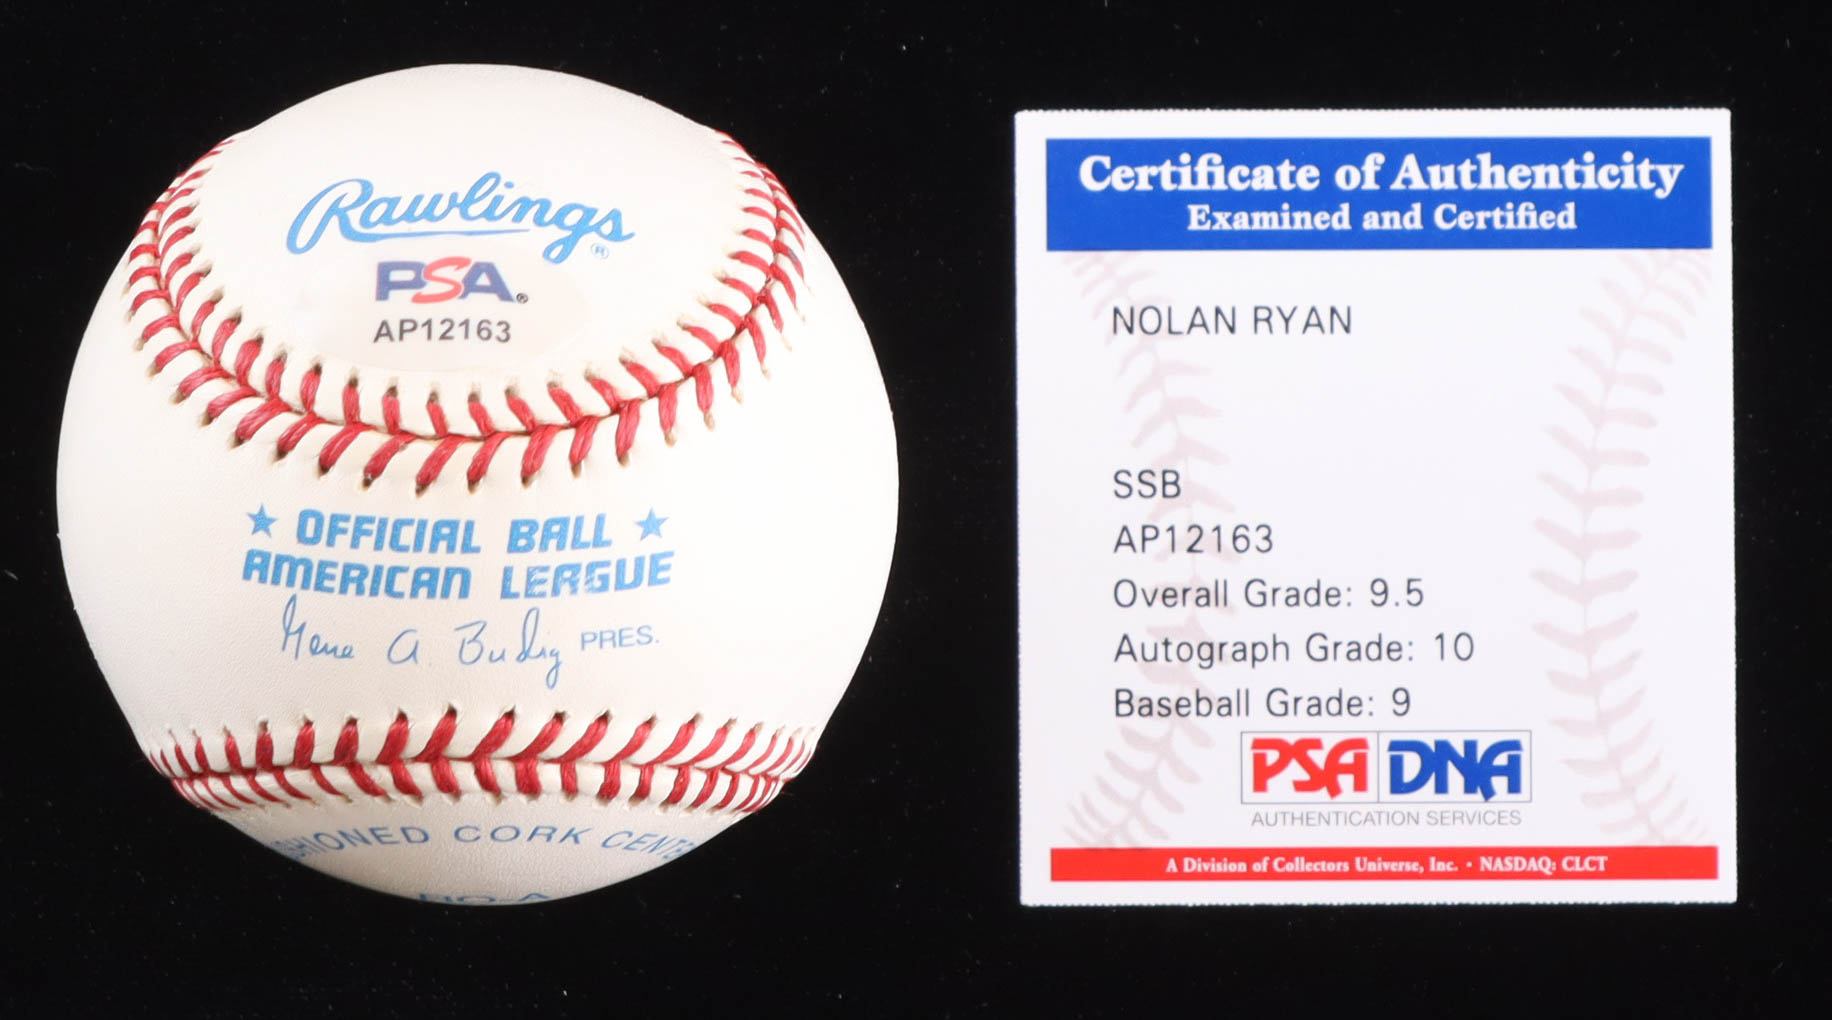 Rawlings®
PSA®
AP12163
OFFICIAL BALL
AMERICAN LEAGUE
Gene A Budig PRES.
CORK
Certificate of Authenticity
Examined and Certified
NOLAN RYAN
SSB
AP12163
Overall Grade: 9.5
Autograph Grade: 10
Baseball Grade: 9
PSA DNA
AUTHENTICATION SERVICES
A Division of Collectors Universe, Inc. • NASDAQ: CLCT